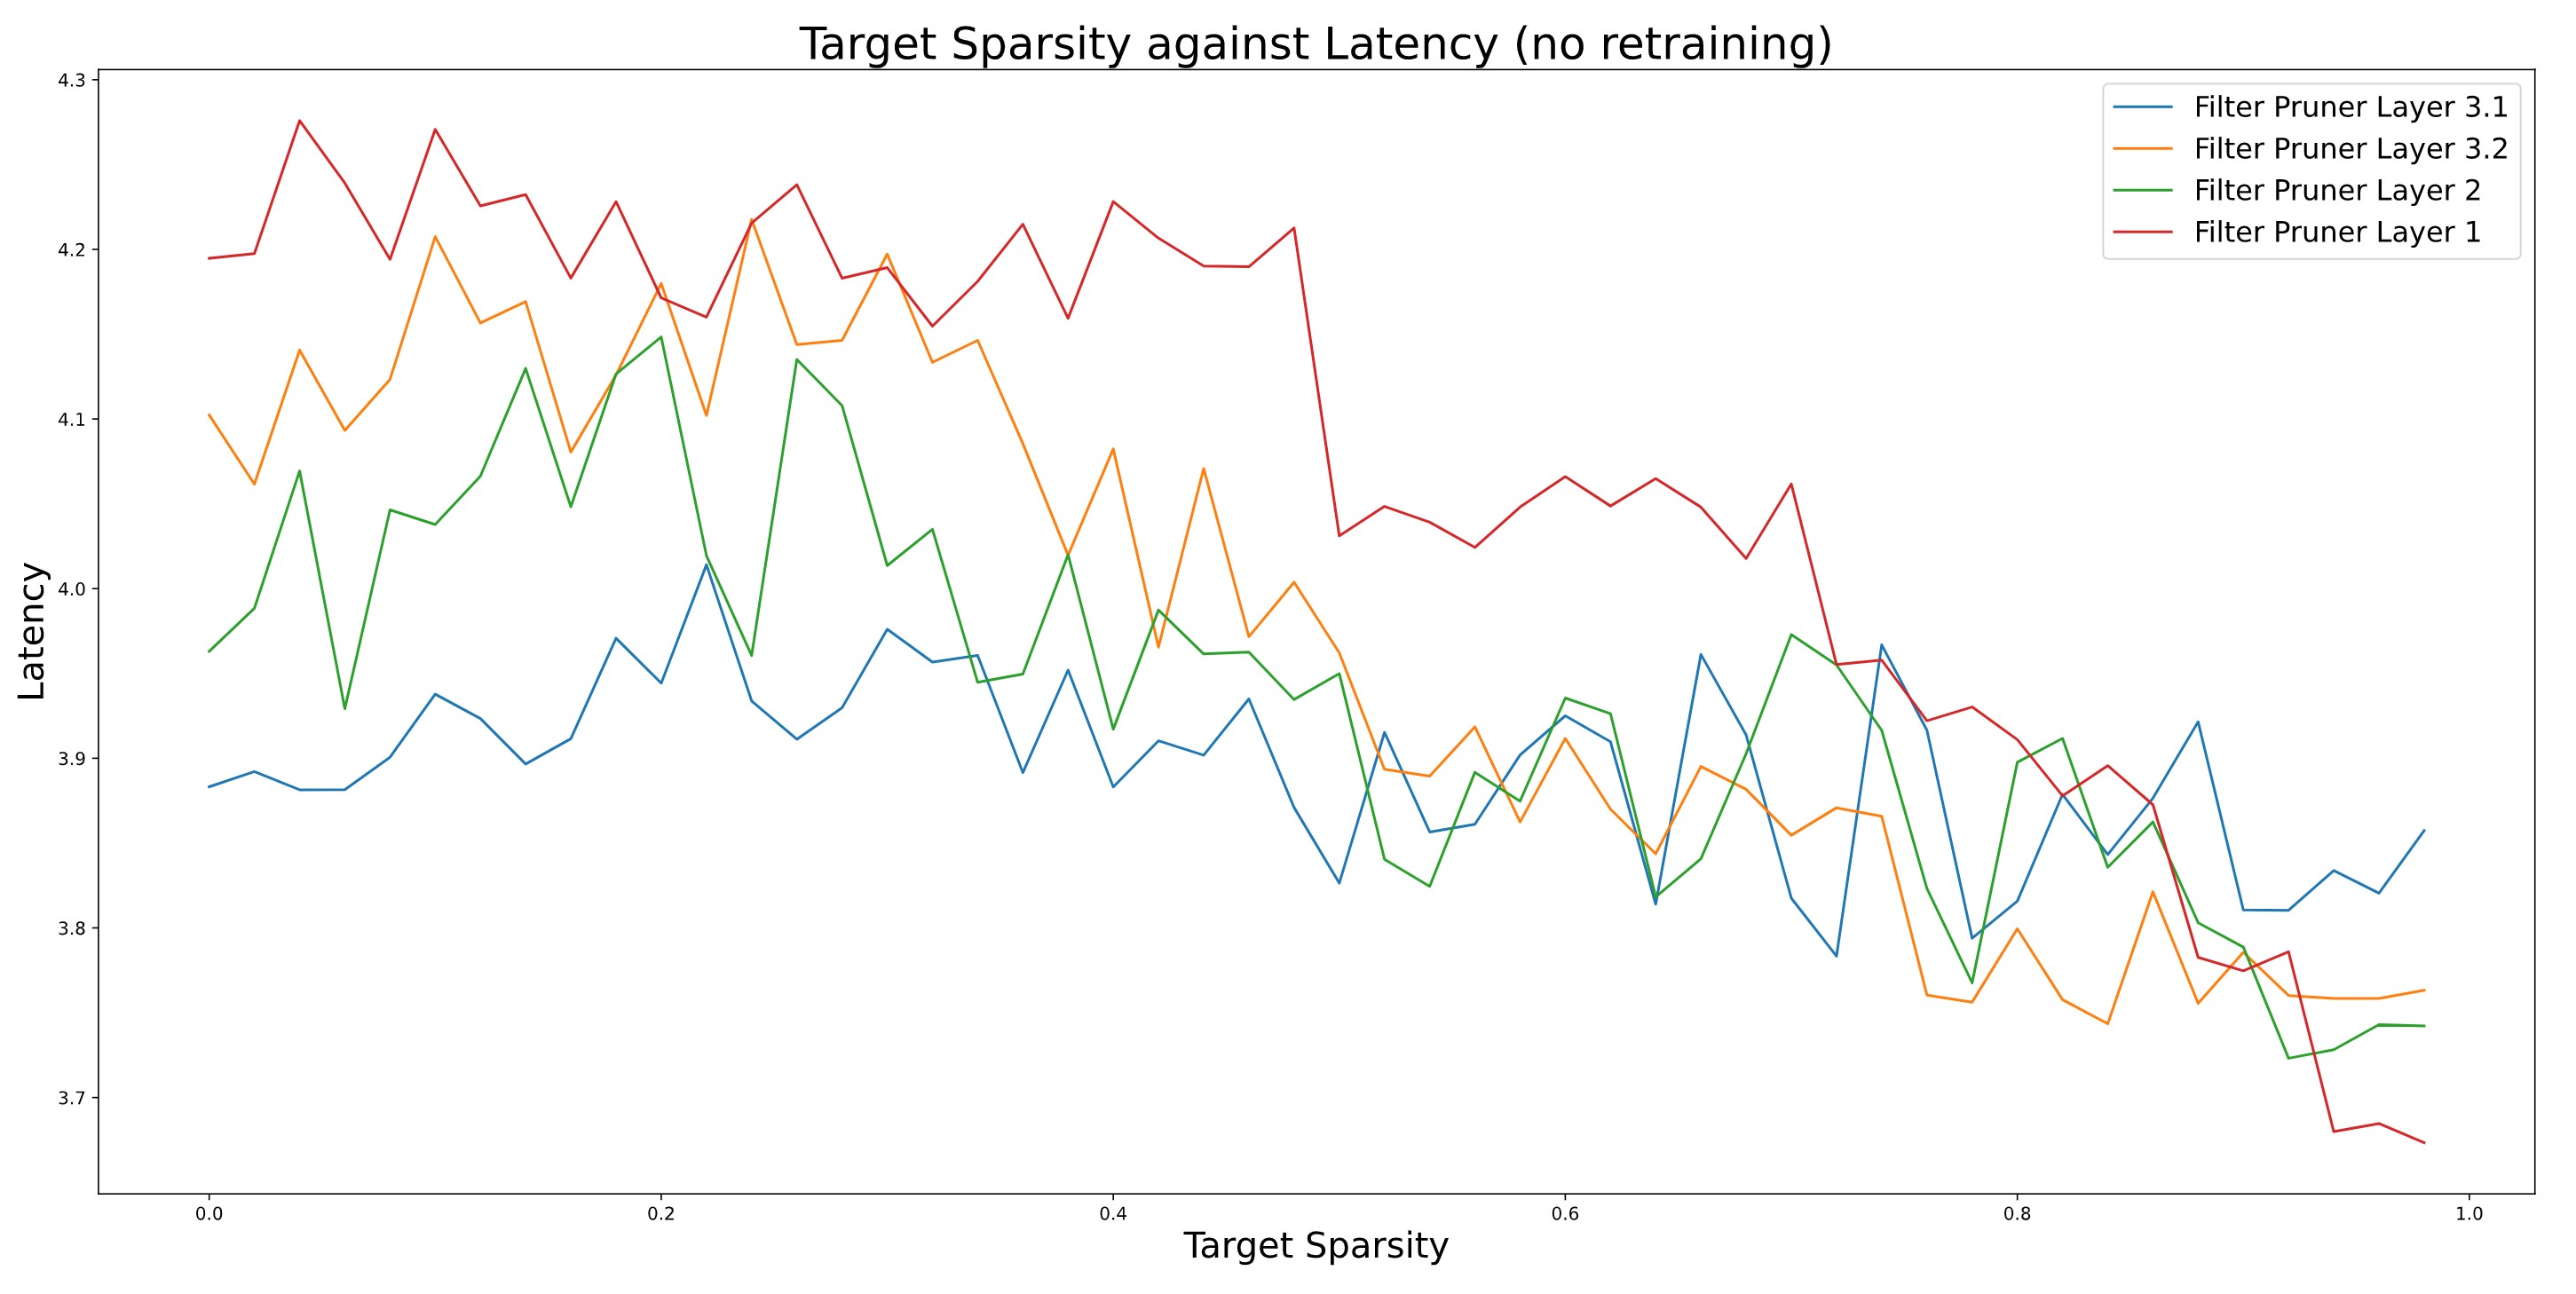 Target Sparsity against Latency (no retraining)
4.3
4.2
4.1
4.0
3.9
3.8
3.7
Latency
Filter Pruner Layer 3.1
Filter Pruner Layer 3.2
Filter Pruner Layer 2
Filter Pruner Layer 1
0.0 0.2 0.4 0.6 0.8 1.0
Target Sparsity